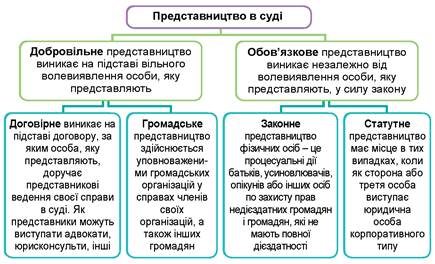 Представництво в суді
Добровільне представництво
виникає на підставі вільного
волевиявлення особи, яку
представляють
Обов’язкове представництво
виникає незалежно від
волевиявлення особи, яку
представляють, у силу закону
Договірне виникає на
підставі договору, за
яким особа, яку
представляють,
доручає
представникові
ведення своєї справи
в суді. Як
представники можуть
виступати адвокати,
юрисконсульти, інші
Громадське
представництво
здійснюється
уповноважени-
ми громадських
організацій у
справах членів
своїх
організацій, а
також інших
громадян
Законне
представництво
фізичних осіб – це
процесуальні дії
батьків, усиновлювачів,
опікунів або інших осіб
по захисту прав
недієздатних громадян
і громадян, які не
мають повної
дієздатності
Статутне
представництво
має місце в тих
випадках, коли
як сторона або
третя особа
виступає
юридична
особа
корпоративного
типу